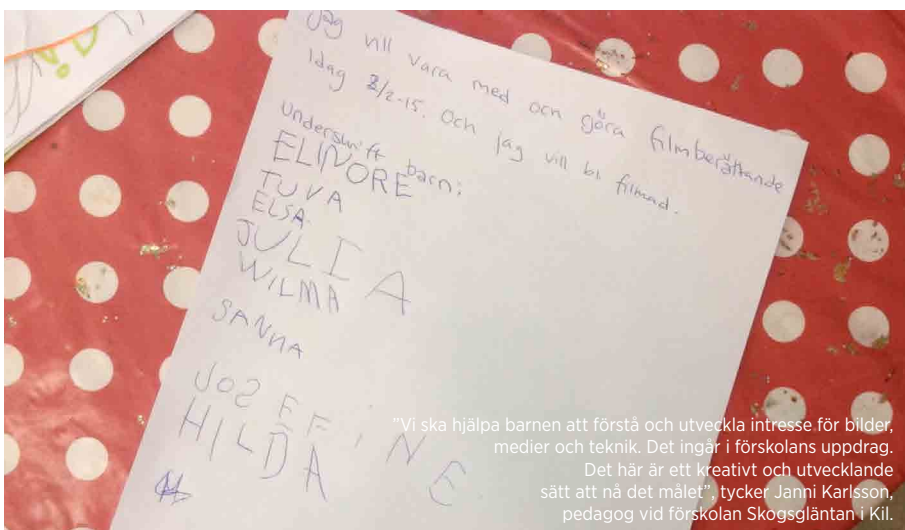 jag vill vara med och göra filmberättande
idag 2/2-15. Och jag vill bli filmad.
Underskrift barn:
ELINORE
TUVA
ELSA
JULIA
WILMA
SANNA
JOSEFiNE
HILDA
"Vi ska hjälpa barnen att förstå och utveckla intresse för bilder,
medier och teknik. Det ingår i förskolans uppdrag.
Det här är ett kreativt och utvecklande
sätt att nå det målet", tycker Janni Karlsson,
pedagog vid förskolan Skogsgläntan i Kil.